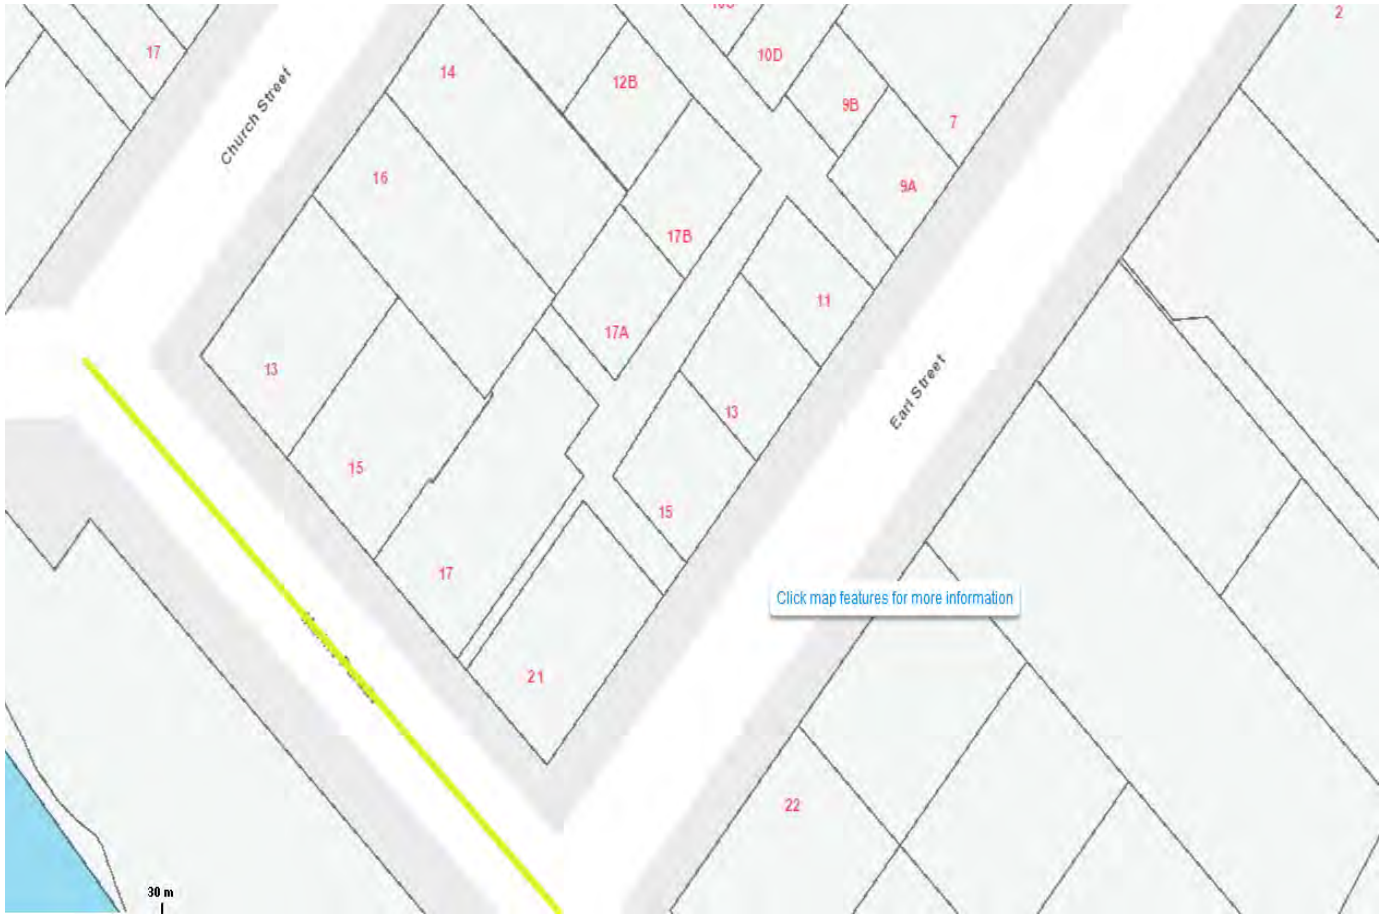 2
17
14
10D
12B
9B
7
16
9A
Church Street
17B
11
17A
13
13
Earl Street
15
15
17
Click map features for more information
21
22
30 m